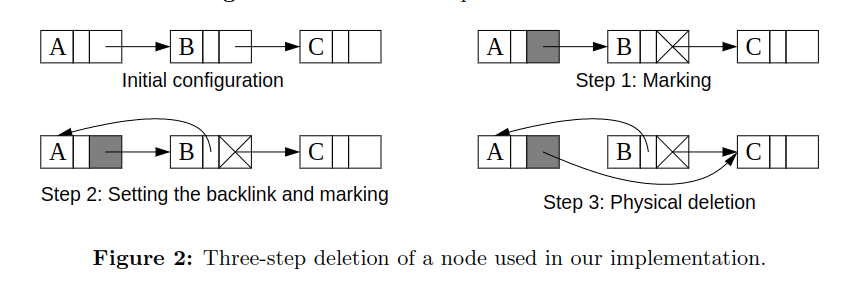 A B C A B C
Initial configuration Step 1: Marking
A B C A B C
Step 2: Setting the backlink and marking Step 3: Physical deletion
Figure 2: Three-step deletion of a node used in our implementation.